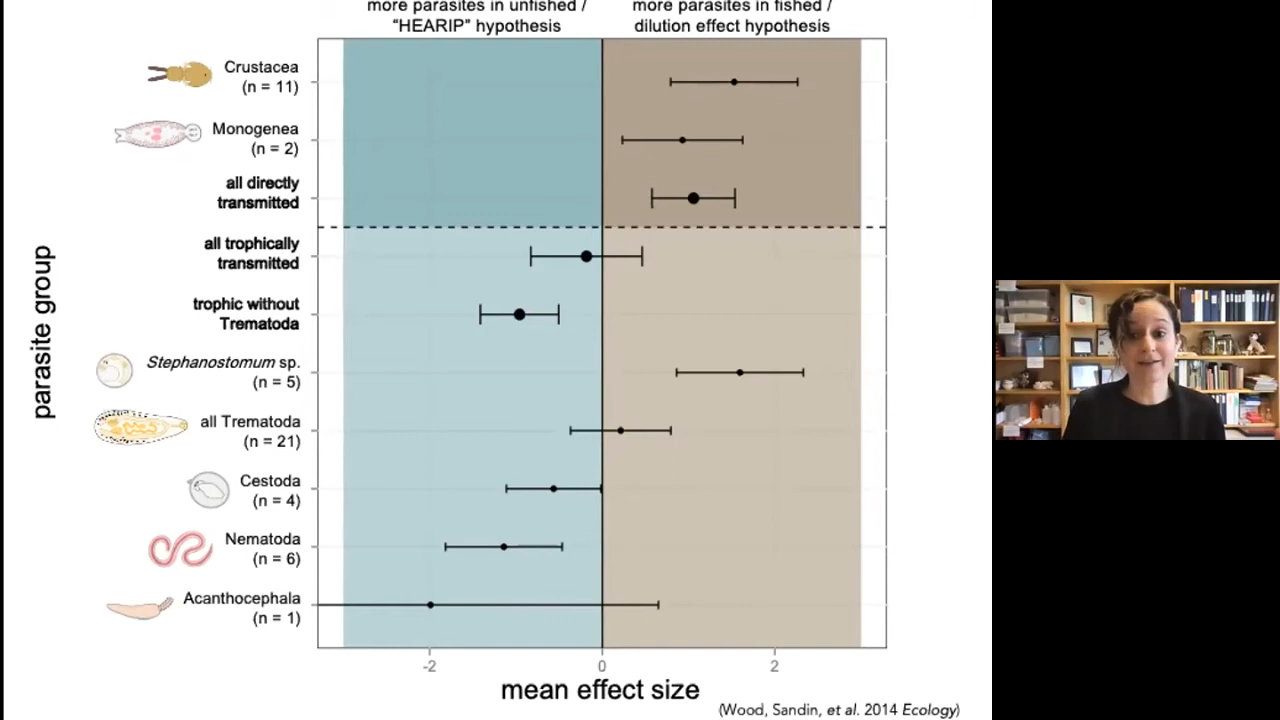 more parasites in unfished /
"HEARIP" hypothesis
more parasites in fished /
dilution effect hypothesis
parasite group
Crustacea
(n = 11)
Monogenea
(n = 2)
all directly
transmitted
all trophically
transmitted
trophic without
Trematoda
Stephanostomum sp.
(n = 5)
all Trematoda
(n = 21)
Cestoda
(n = 4)
Nematoda
(n = 6)
Acanthocephala
(n = 1)
-2
0
2
mean effect size
(Wood, Sandin, et al. 2014 Ecology)